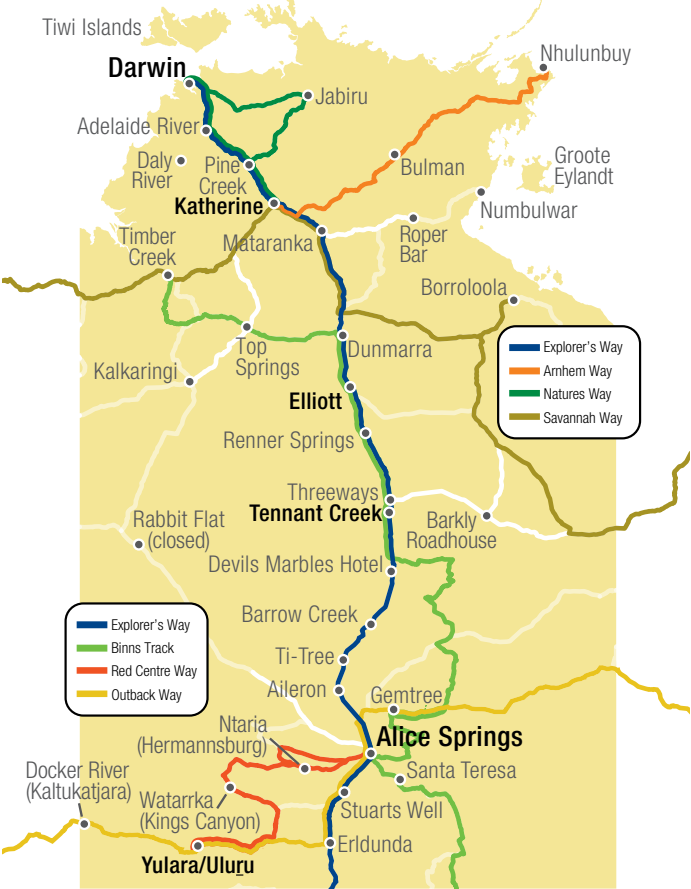 Tiwi Islands
Nhulunbuy
Darwin
Jabiru
Adelaide River
Daly
River
Pine
Creek
Bulman
Groote
Eylandt
Katherine
Numbulwar
Timber
Creek
Mataranka
Roper
Bar
Borroloola
Top
Springs
Dunmarra
Kalkaringi
Explorer's Way
Arnhem Way
Natures Way
Savannah Way
Elliott
Renner Springs
Threeways
Tennant Creek
Barkly
Roadhouse
Rabbit Flat
(closed)
Devils Marbles Hotel
Barrow Creek
Explorer's Way
Binns Track
Red Centre Way
Outback Way
Ti-Tree
Aileron
Gemtree
Ntaria
(Hermannsburg)
Alice Springs
Docker River
(Kaltukatjara)
Santa Teresa
Watarrka
(Kings Canyon)
Stuarts Well
Erldunda
Yulara/Uluṟu